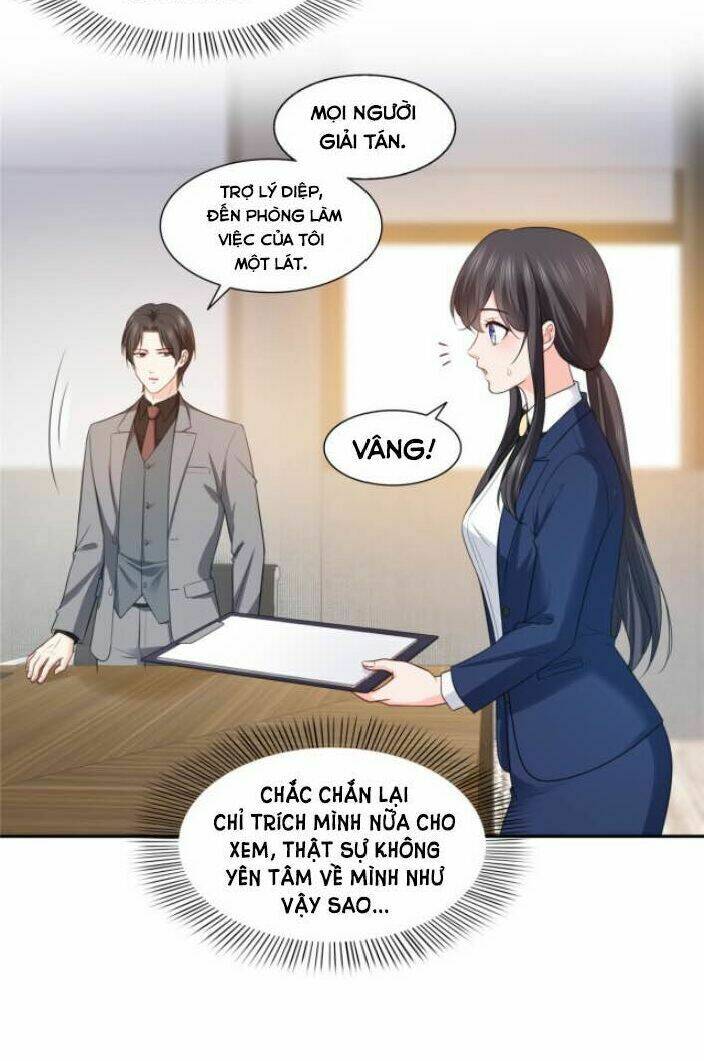 MỌI NGƯỜI
GIẢI TÁN.
TRỢ LÝ DIỆP,
ĐẾN PHÒNG LÀM
VIỆC CỦA TÔI
MỘT LÁT.
VÂNG!
CHẮC CHẮN LẠI
CHỈ TRÍCH MÌNH NỮA CHO
XEM, THẬT SỰ KHÔNG
YÊN TÂM VỀ MÌNH NHƯ
VẬY SAO...